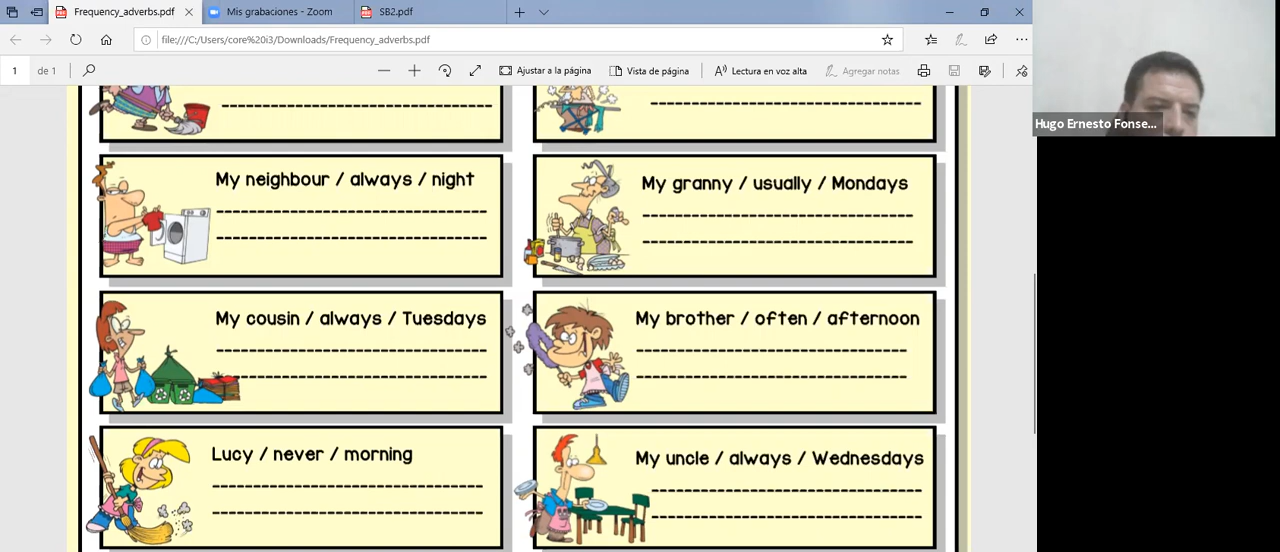 Frequency_adverbs.pdf
Mis grabaciones - Zoom
SB2.pdf
file:///C:/Users/core%20i3/Downloads/Frequency_adverbs.pdf
1 de 1
Ajustar a la página
Vista de página
Lectura en voz alta
Agregar notas
Hugo Ernesto Fonse...
My neighbour / always / night
My granny / usually / Mondays
My cousin / always / Tuesdays
My brother / often / afternoon
Lucy / never / morning
My uncle / always / Wednesdays